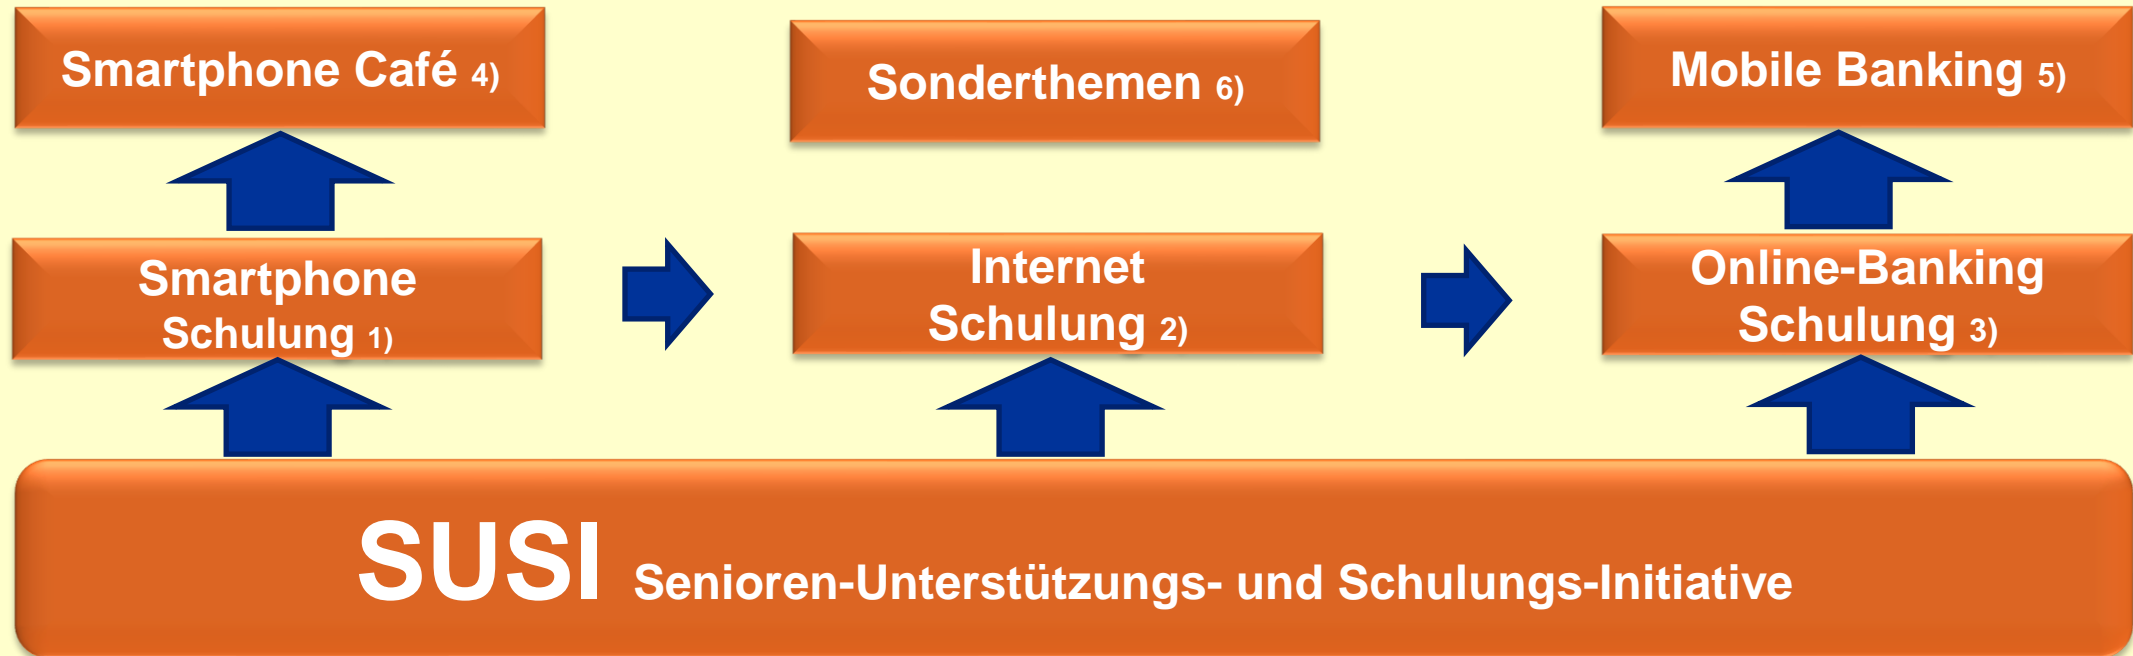 Smartphone Café 4)
Sonderthemen 6)
Mobile Banking 5)
Smartphone
Schulung 1)
Internet
Schulung 2)
Online-Banking
Schulung 3)
SUSI Senioren-Unterstützungs- und Schulungs-Initiative